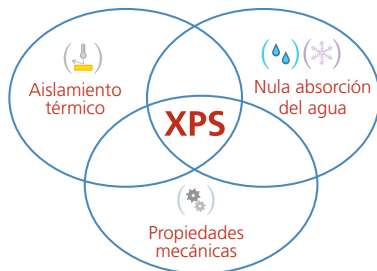 Aislamiento
térmico
Nula absorción
del agua
XPS
Propiedades
mecánicas